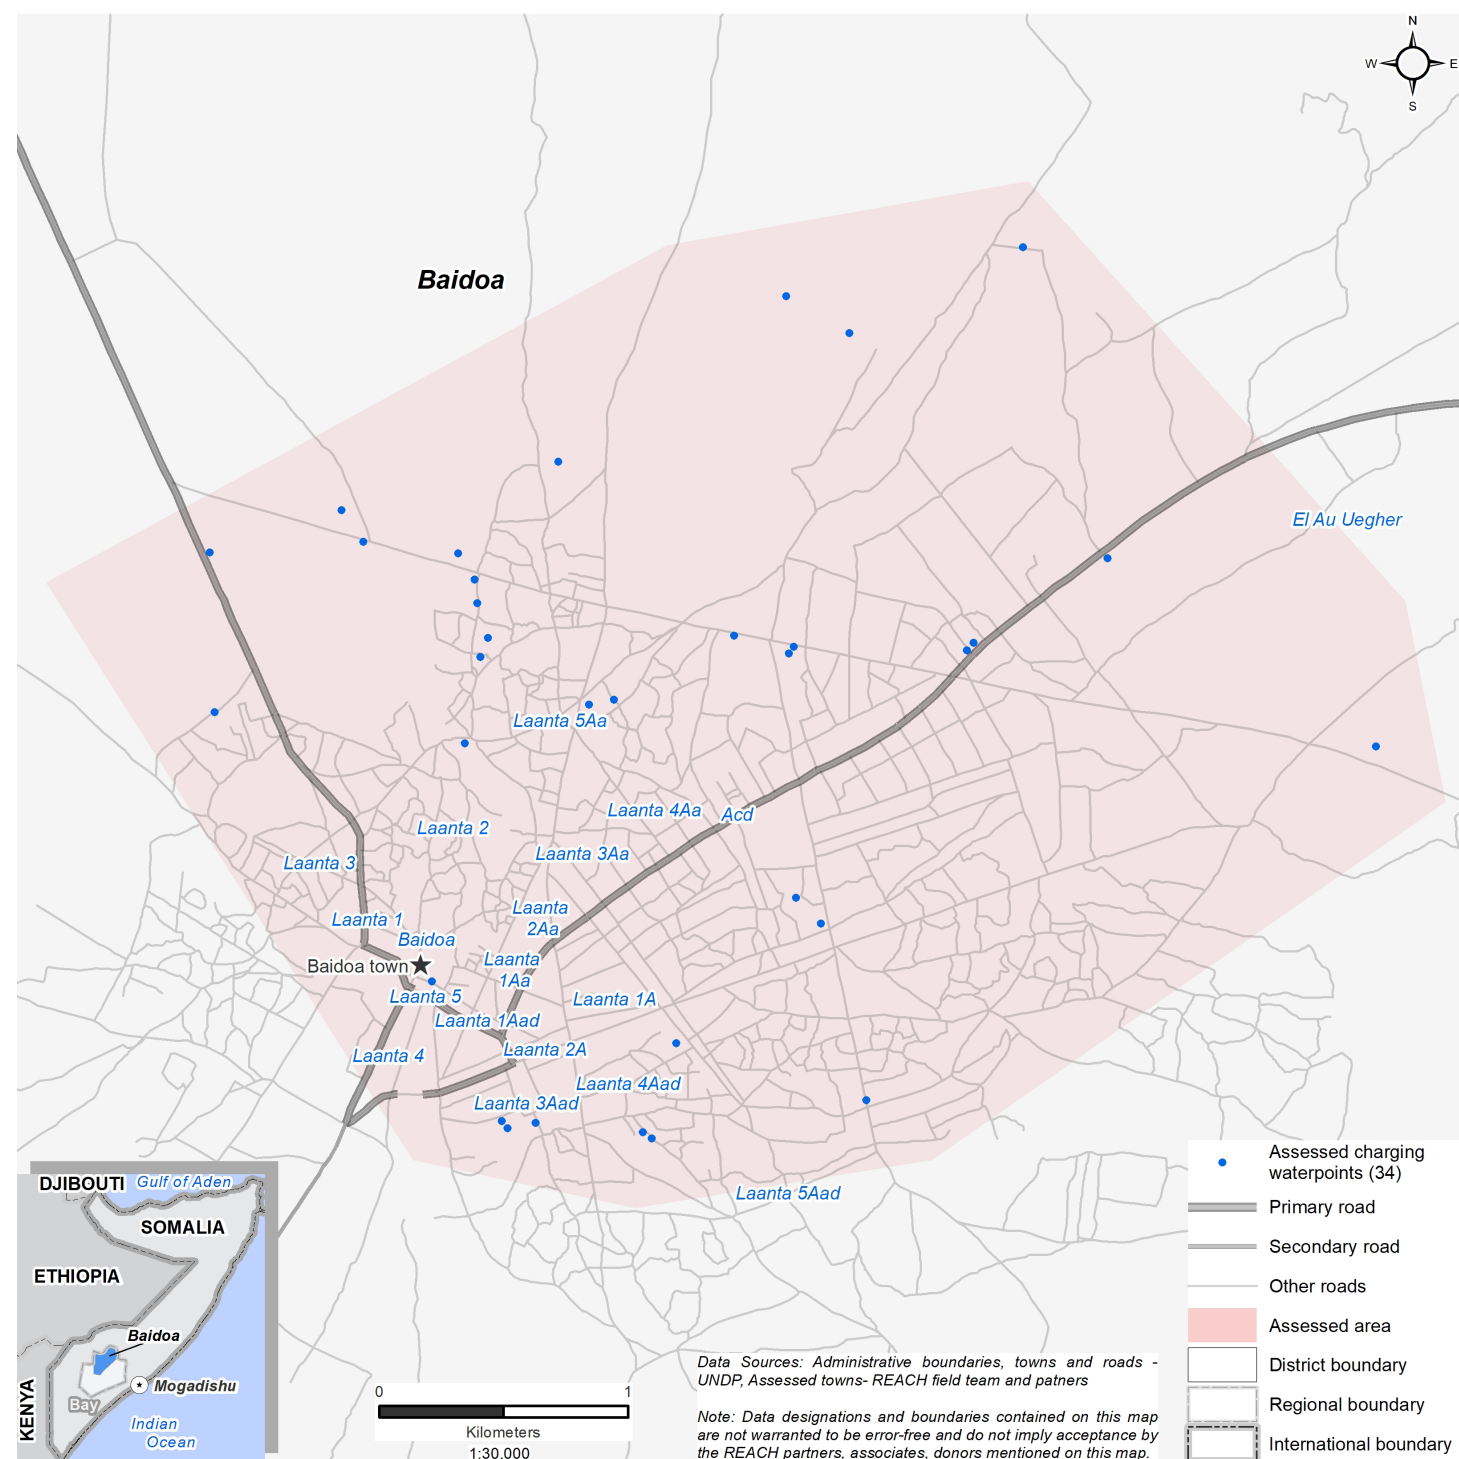 N
W
E
S
Baidoa
El Au Uegher
Laanta 5Aa
Laanta 4Aa
Acd
Laanta 2
Laanta 3Aa
Laanta 3
Laanta
2Aa
Laanta 1
Baidoa
Baidoa town
Laanta
1Aa
Laanta 5
Laanta 1A
Laanta 1Aad
Laanta 2A
Laanta 4
Laanta 4Aad
Laanta 3Aad
Laanta 5Aad
DJIBOUTI
Gulf of Aden
SOMALIA
ETHIOPIA
Baidoa
Mogadishu
Bay
KENYA
Indian
Ocean
0
1
Kilometers
1:30,000
Data Sources: Administrative boundaries, towns and roads -
UNDP, Assessed towns- REACH field team and patners
Note: Data designations and boundaries contained on this map
are not warranted to be error-free and do not imply acceptance by
the REACH partners, associates, donors mentioned on this map.
Assessed charging
waterpoints (34)
Primary road
Secondary road
Other roads
Assessed area
District boundary
Regional boundary
International boundary